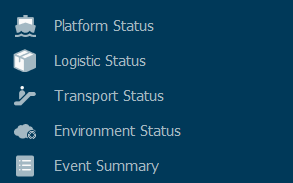 Platform Status
Logistic Status
Transport Status
Environment Status
Event Summary